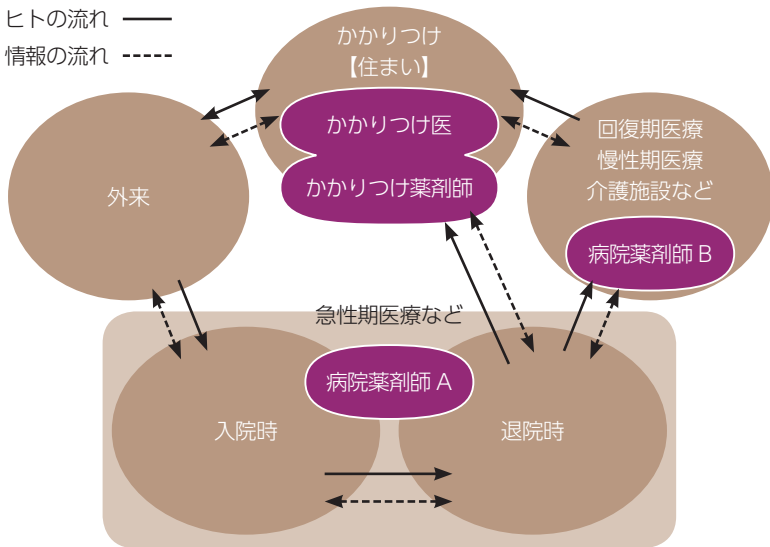 ヒトの流れ
情報の流れ
かかりつけ
【住まい】
かかりつけ医
かかりつけ薬剤師
外来
回復期医療
慢性期医療
介護施設など
病院薬剤師 B
急性期医療など
病院薬剤師 A
入院時
退院時